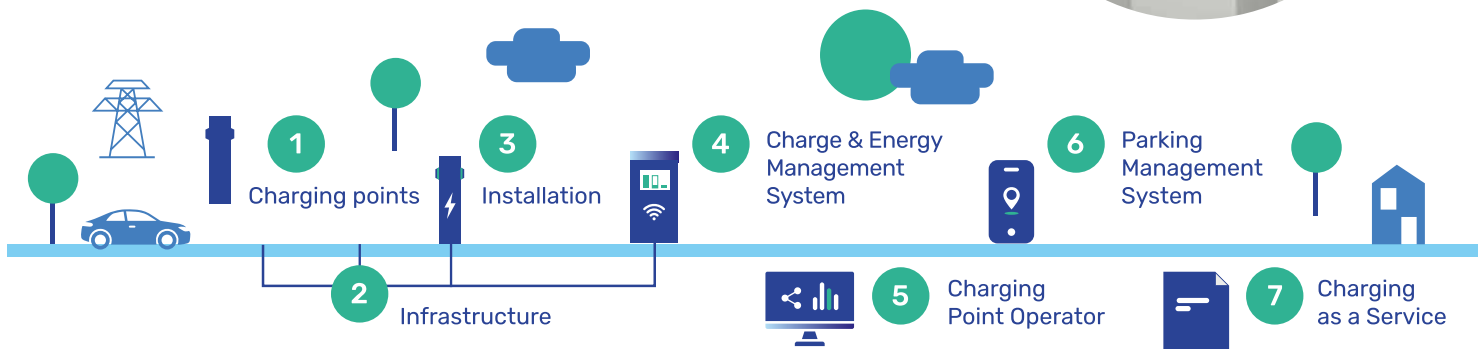 1
Charging points
2
Infrastructure
3
Installation
4
Charge & Energy
Management
System
5
Charging
Point Operator
6
Parking
Management
System
7
Charging
as a Service